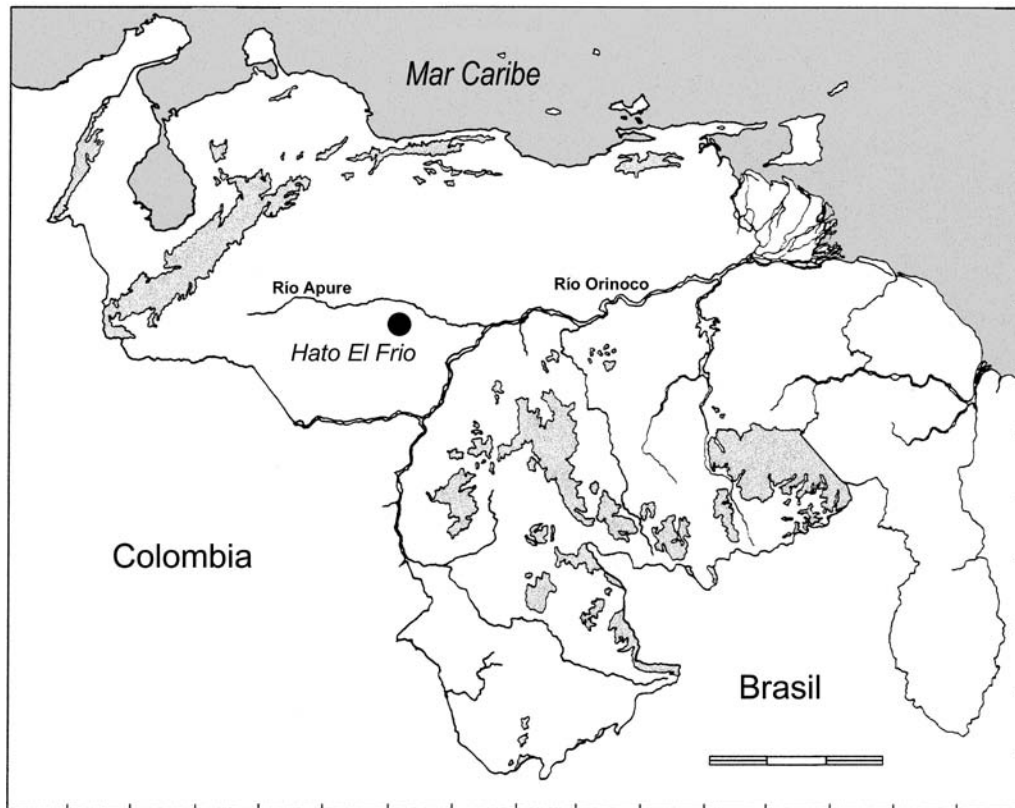 Mar Caribe
Río Apure
Río Orinoco
Hato El Frio
Colombia
Brasil